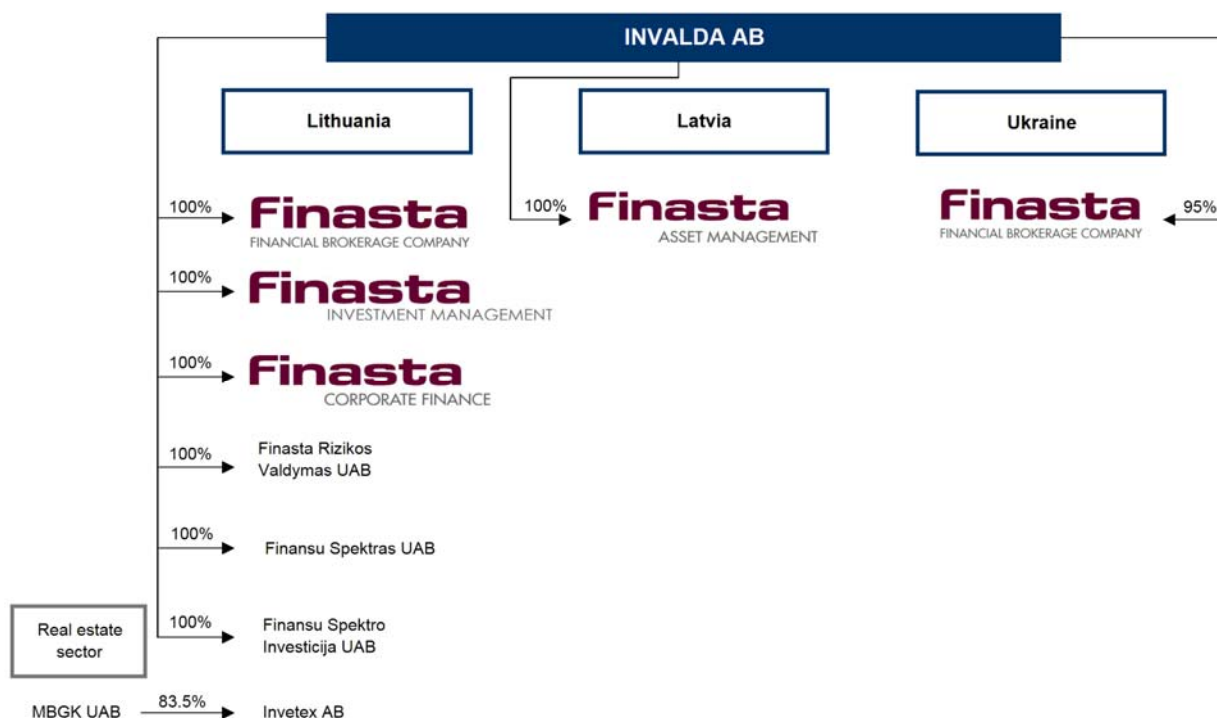 INVALDA AB
Lithuania
Latvia
Ukraine
100%
Finasta
FINANCIAL BROKERAGE COMPANY
100%
Finasta
ASSET MANAGEMENT
Finasta
FINANCIAL BROKERAGE COMPANY
95%
100%
Finasta
INVESTMENT MANAGEMENT
100%
Finasta
CORPORATE FINANCE
100%
Finasta Rizikos
Valdymas UAB
100%
Finansu Spektras UAB
Real estate
sector
100%
Finansu Spektro
Investicija UAB
MBGK UAB
83.5%
Invetex AB